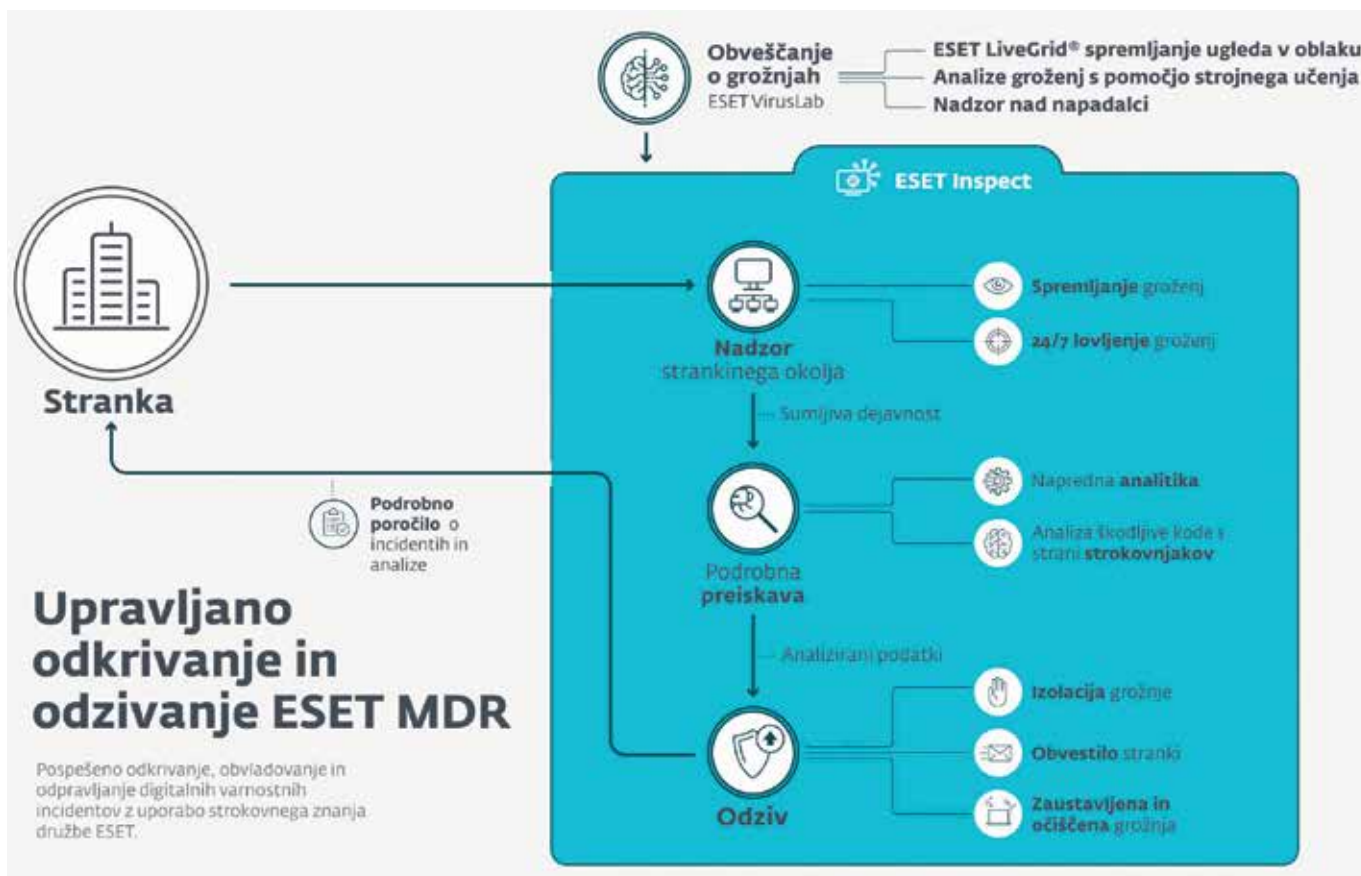 Obveščanje
o grožnjah
ESET VirusLab
ESET LiveGrid® spremljanje ugleda v oblaku
Analize groženj s pomočjo strojnega učenja
Nadzor nad napadalci
ESET Inspect
Stranka
Nadzor
strankinega okolja
Spremljanje groženj
24/7 lovljenje groženj
Sumljiva dejavnost
Podrobna
preiskava
Napredna analitika
Analiza škodljive kode s
strani strokovnjakov
Analizirani podatki
Odziv
Izolacija grožnje
Obvestilo stranki
Zaustavljena in
očiščena grožnja
Podrobno
poročilo o
incidentih in
analize
Upravljano
odkrivanje in
odzivanje ESET MDR
Pospešeno odkrivanje, obvladovanje in
odpravljanje digitalnih varnostnih
incidentov z uporabo strokovnega znanja
družbe ESET.